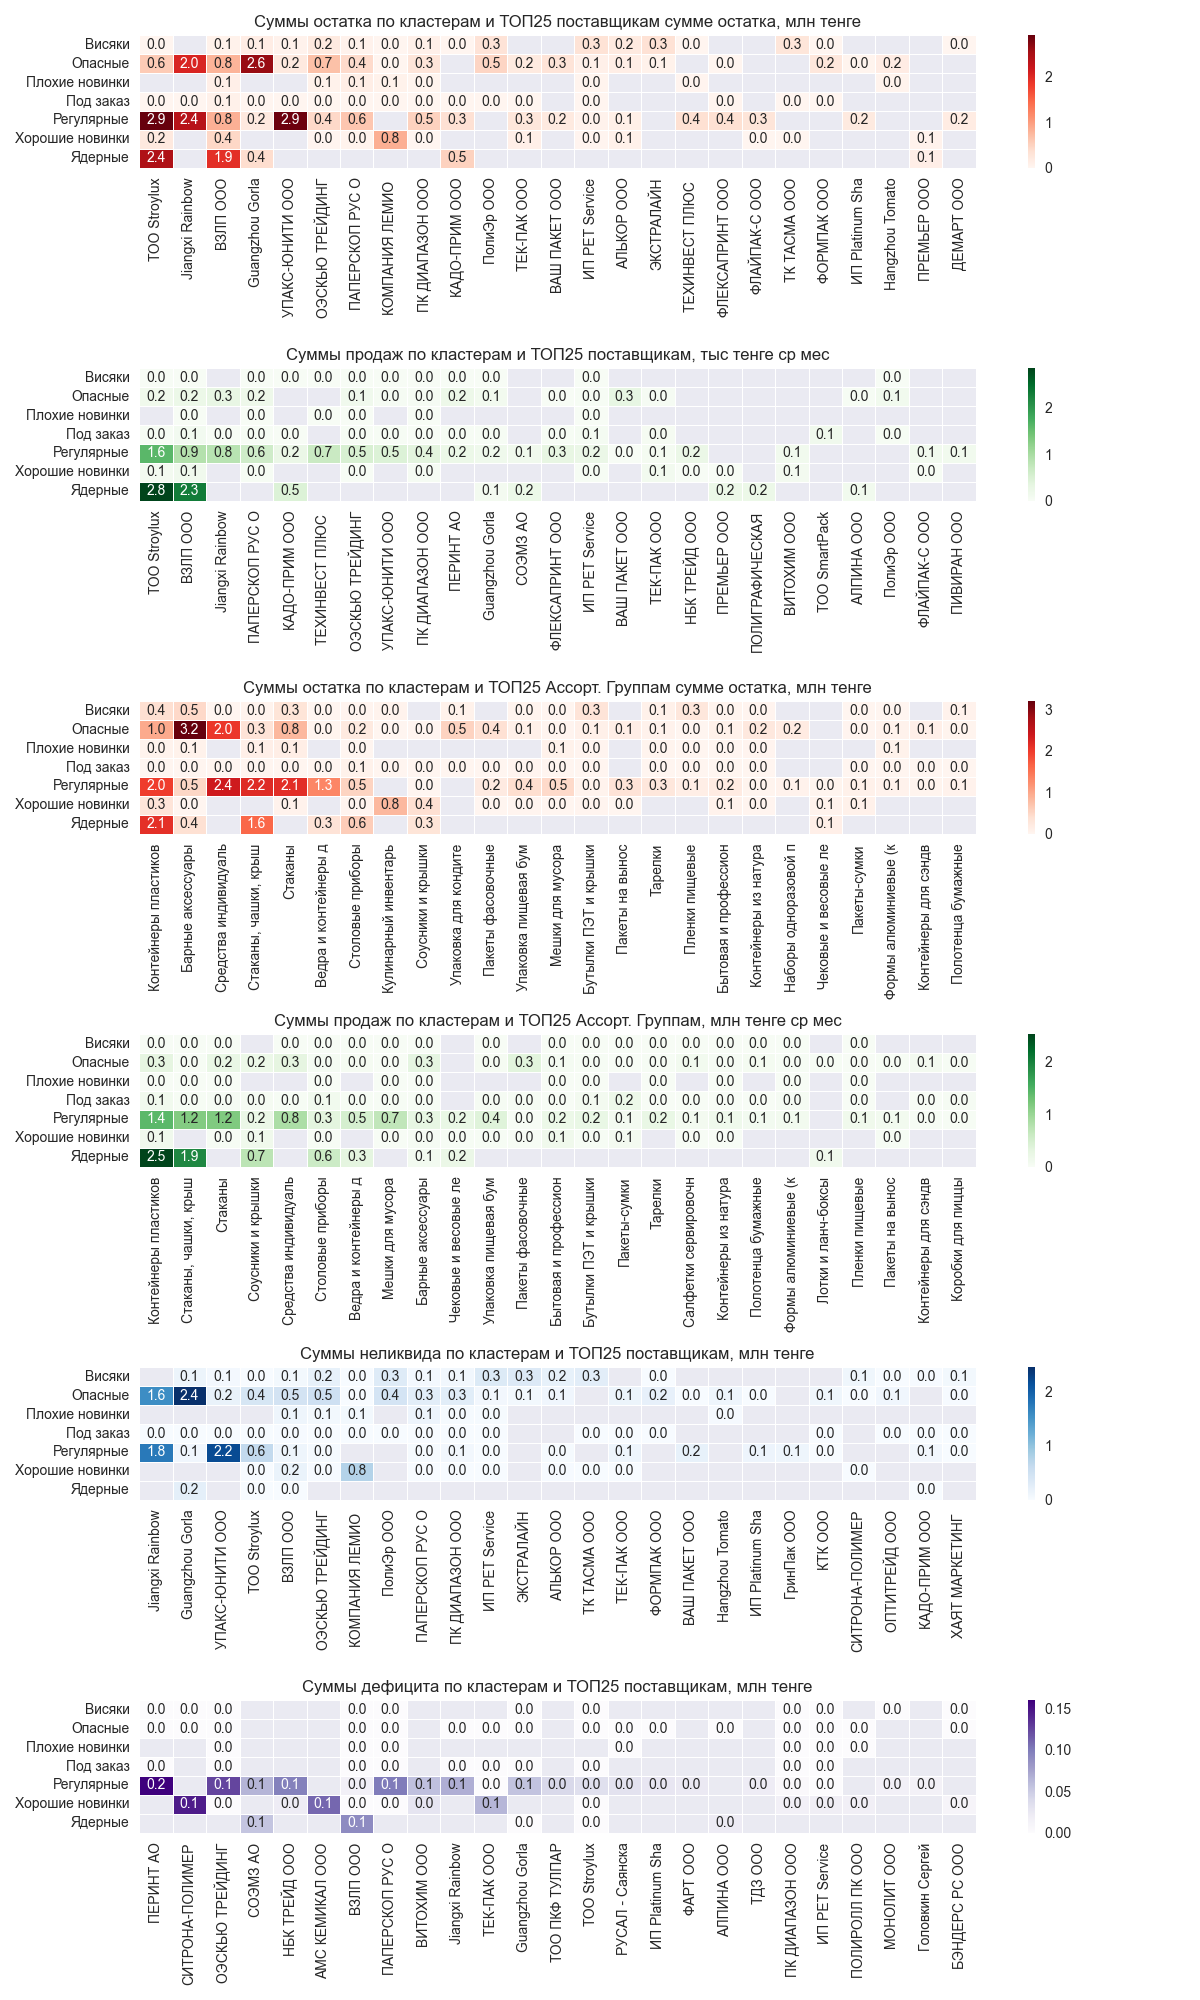 Суммы остатка по кластерам и ТОП25 поставщикам сумме остатка, млн тенге
Висяки 0.0 0.1 0.1 0.1 0.2 0.1 0.0 0.1 0.0 0.3 0.3 0.2 0.3 0.0 0.3 0.0 0.0
Опасные 0.6 2.0 0.8 2.6 0.2 0.7 0.4 0.0 0.3 0.5 0.2 0.3 0.1 0.1 0.1 0.0 0.2 0.0 0.2
Плохие новинки 0.1 0.1 0.1 0.1 0.0 0.0 0.0 0.0
Под заказ 0.0 0.0 0.1 0.0 0.0 0.0 0.0 0.0 0.0 0.0 0.0 0.0 0.0 0.0 0.0 0.0
Регулярные 2.9 2.4 0.8 0.2 2.9 0.4 0.6 0.5 0.3 0.3 0.2 0.0 0.1 0.4 0.4 0.3 0.2 0.2
Хорошие новинки 0.2 0.4 0.0 0.0 0.8 0.0 0.1 0.0 0.1 0.0 0.0 0.1
Ядерные 2.4 1.9 0.4 0.5 0.1
2
1
0
ТОО Stroylux
Jiangxi Rainbow
ВЗЛП ООО
Guangzhou Gorla
УПАКС-ЮНИТИ ООО
ОЭСКЬЮ ТРЕЙДИНГ
ПАПЕРСКОП РУС О
КОМПАНИЯ ЛЕМИО
ПК ДИАПАЗОН ООО
КАДО-ПРИМ ООО
ПолиЭр ООО
ТЕК-ПАК ООО
ВАШ ПАКЕТ ООО
ИП PET Service
АЛЬКОР ООО
ЭКСТРАЛАЙН
ТЕХИНВЕСТ ПЛЮС
ФЛЕКСАПРИНТ ООО
ФЛАЙПАК-С ООО
ТК ТАСМА ООО
ФОРМПАК ООО
ИП Platinum Sha
Hangzhou Tomato
ПРЕМЬЕР ООО
ДЕМАРТ ООО
Суммы продаж по кластерам и ТОП25 поставщикам, тыс тенге ср мес
Висяки 0.0 0.0 0.0 0.0 0.0 0.0 0.0 0.0 0.0 0.0 0.0 0.0
Опасные 0.2 0.2 0.3 0.2 0.1 0.0 0.0 0.2 0.1 0.0 0.0 0.3 0.0 0.0 0.1
Плохие новинки 0.0 0.0 0.0 0.0 0.0 0.0
Под заказ 0.0 0.1 0.0 0.0 0.0 0.0 0.0 0.0 0.0 0.0 0.0 0.1 0.0 0.1 0.0
Регулярные 1.6 0.9 0.8 0.6 0.2 0.7 0.5 0.5 0.4 0.2 0.2 0.1 0.3 0.2 0.0 0.1 0.2 0.1 0.1 0.1
Хорошие новинки 0.1 0.1 0.0 0.0 0.0 0.0 0.1 0.0 0.0 0.1 0.0
Ядерные 2.8 2.3 0.5 0.1 0.2 0.2 0.2 0.1
2
1
0
ТОО Stroylux
ВЗЛП ООО
Jiangxi Rainbow
ПАПЕРСКОП РУС О
КАДО-ПРИМ ООО
ТЕХИНВЕСТ ПЛЮС
ОЭСКЬЮ ТРЕЙДИНГ
УПАКС-ЮНИТИ ООО
ПК ДИАПАЗОН ООО
ПЕРИНТ АО
Guangzhou Gorla
СОЭМЗ АО
ФЛЕКСАПРИНТ ООО
ИП PET Service
ВАШ ПАКЕТ ООО
ТЕК-ПАК ООО
НБК ТРЕЙД ООО
ПРЕМЬЕР ООО
ПОЛИГРАФИЧЕСКАЯ
ВИТОХИМ ООО
ТОО SmartPack
АЛПИНА ООО
ПолиЭр ООО
ФЛАЙПАК-С ООО
ПИВИРАН ООО
Суммы остатка по кластерам и ТОП25 Ассорт. Группам сумме остатка, млн тенге
Висяки 0.4 0.5 0.0 0.0 0.3 0.0 0.0 0.0 0.1 0.0 0.0 0.3 0.1 0.3 0.0 0.0 0.0 0.0 0.1
Опасные 1.0 3.2 2.0 0.3 0.8 0.0 0.2 0.0 0.0 0.5 0.4 0.1 0.0 0.1 0.1 0.1 0.0 0.1 0.2 0.2 0.0 0.1 0.1 0.0
Плохие новинки 0.0 0.1 0.1 0.1 0.0 0.1 0.0 0.0 0.0 0.0 0.1
Под заказ 0.0 0.0 0.0 0.0 0.0 0.0 0.1 0.0 0.0 0.0 0.0 0.0 0.0 0.0 0.0 0.0 0.0 0.0 0.0 0.0 0.0 0.0
Регулярные 2.0 0.5 2.4 2.2 2.1 1.3 0.5 0.0 0.2 0.4 0.5 0.0 0.3 0.3 0.1 0.2 0.0 0.1 0.0 0.1 0.1 0.0 0.1
Хорошие новинки 0.3 0.0 0.1 0.0 0.8 0.4 0.0 0.0 0.0 0.0 0.0 0.1 0.0 0.1 0.1
Ядерные 2.1 0.4 1.6 0.3 0.6 0.3 0.1
3
2
1
0
Контейнеры пластиков
Барные аксессуары
Средства индивидуаль
Стаканы, чашки, крыш
Стаканы
Ведра и контейнеры д
Столовые приборы
Кулинарный инвентарь
Соусники и крышки
Упаковка для кондите
Пакеты фасовочные
Упаковка пищевая бум
Мешки для мусора
Бутылки ПЭТ и крышки
Пакеты на вынос
Тарелки
Пленки пищевые
Бытовая и профессион
Контейнеры из натура
Наборы одноразовой п
Чековые и весовые ле
Пакеты-сумки
Формы алюминиевые (к
Контейнеры для сэндв
Полотенца бумажные
Суммы продаж по кластерам и ТОП25 Ассорт. Группам, млн тенге ср мес
Висяки 0.0 0.0 0.0 0.0 0.0 0.0 0.0 0.0 0.0 0.0 0.0 0.0 0.0 0.0 0.0 0.0 0.0 0.0
Опасные 0.3 0.0 0.2 0.2 0.3 0.0 0.0 0.0 0.3 0.0 0.3 0.1 0.0 0.0 0.0 0.1 0.0 0.1 0.0 0.0 0.0 0.0 0.1 0.0
Плохие новинки 0.0 0.0 0.0 0.0 0.0 0.0 0.0 0.0 0.0 0.0 0.0 0.0
Под заказ 0.1 0.0 0.0 0.0 0.0 0.1 0.0 0.0 0.0 0.0 0.0 0.0 0.1 0.2 0.0 0.0 0.0 0.0 0.0 0.0 0.0 0.0
Регулярные 1.4 1.2 1.2 0.2 0.8 0.3 0.5 0.7 0.3 0.2 0.4 0.0 0.2 0.2 0.1 0.2 0.1 0.1 0.1 0.1 0.1 0.1 0.0 0.0
Хорошие новинки 0.1 0.0 0.1 0.0 0.0 0.0 0.0 0.0 0.0 0.1 0.0 0.1 0.0 0.0 0.0
Ядерные 2.5 1.9 0.7 0.6 0.3 0.1 0.2 0.1
2
1
0
Контейнеры пластиков
Стаканы, чашки, крыш
Стаканы
Соусники и крышки
Средства индивидуаль
Столовые приборы
Ведра и контейнеры д
Мешки для мусора
Барные аксессуары
Чековые и весовые ле
Упаковка пищевая бум
Пакеты фасовочные
Бытовая и профессион
Бутылки ПЭТ и крышки
Пакеты-сумки
Тарелки
Салфетки сервировочн
Контейнеры из натура
Полотенца бумажные
Формы алюминиевые (к
Лотки и ланч-боксы
Пленки пищевые
Пакеты на вынос
Контейнеры для сэндв
Коробки для пиццы
Суммы неликвида по кластерам и ТОП25 поставщикам, млн тенге
Висяки 0.1 0.1 0.0 0.1 0.2 0.0 0.3 0.1 0.1 0.3 0.3 0.2 0.3 0.1 0.0 0.0 0.1
Опасные 1.6 2.4 0.2 0.4 0.5 0.5 0.0 0.4 0.3 0.3 0.1 0.1 0.1 0.1 0.2 0.0 0.1 0.0 0.1 0.0 0.1 0.0
Плохие новинки 0.1 0.1 0.1 0.1 0.0 0.0 0.0
Под заказ 0.0 0.0 0.0 0.0 0.0 0.0 0.0 0.0 0.0 0.0 0.0 0.0 0.0 0.0 0.0 0.0 0.0 0.0
Регулярные 1.8 0.1 2.2 0.6 0.1 0.0 0.0 0.1 0.0 0.0 0.1 0.2 0.1 0.1 0.0 0.1 0.0
Хорошие новинки 0.0 0.2 0.0 0.8 0.0 0.0 0.0 0.0 0.0 0.0 0.0
Ядерные 0.2 0.0 0.0 0.0
2
1
0
Jiangxi Rainbow
Guangzhou Gorla
УПАКС-ЮНИТИ ООО
ТОО Stroylux
ВЗЛП ООО
ОЭСКЬЮ ТРЕЙДИНГ
КОМПАНИЯ ЛЕМИО
ПолиЭр ООО
ПАПЕРСКОП РУС О
ПК ДИАПАЗОН ООО
ИП PET Service
ЭКСТРАЛАЙН
АЛЬКОР ООО
ТК ТАСМА ООО
ТЕК-ПАК ООО
ФОРМПАК ООО
ВАШ ПАКЕТ ООО
Hangzhou Tomato
ИП Platinum Sha
ГринПак ООО
КТК ООО
СИТРОНА-ПОЛИМЕР
ОПТИТРЕЙД ООО
КАДО-ПРИМ ООО
ХАЯТ МАРКЕТИНГ
Суммы дефицита по кластерам и ТОП25 поставщикам, млн тенге
Висяки 0.0 0.0 0.0 0.0 0.0 0.0 0.0 0.0 0.0 0.0 0.0
Опасные 0.0 0.0 0.0 0.0 0.0 0.0 0.0 0.0 0.0 0.0 0.0 0.0 0.0 0.0 0.0 0.0
Плохие новинки 0.0 0.0 0.0 0.0 0.0 0.0 0.0
Под заказ 0.0 0.0 0.0 0.0 0.0 0.0 0.0 0.0 0.0 0.0
Регулярные 0.2 0.1 0.1 0.1 0.0 0.1 0.1 0.1 0.0 0.1 0.0 0.0 0.0 0.0 0.0 0.0 0.0 0.0 0.0 0.0
Хорошие новинки 0.1 0.0 0.0 0.1 0.0 0.0 0.0 0.1 0.0 0.0 0.0 0.0 0.0
Ядерные 0.1 0.1 0.0 0.0 0.0
0.15
0.10
0.05
0.00
ПЕРИНТ АО
СИТРОНА-ПОЛИМЕР
ОЭСКЬЮ ТРЕЙДИНГ
СОЭМЗ АО
НБК ТРЕЙД ООО
АМС КЕМИКАЛ ООО
ВЗЛП ООО
ПАПЕРСКОП РУС О
ВИТОХИМ ООО
Jiangxi Rainbow
ТЕК-ПАК ООО
Guangzhou Gorla
ТОО ПКФ ТУЛПАР
ТОО Stroylux
РУСАЛ - Саянска
ИП Platinum Sha
ФАРТ ООО
АЛПИНА ООО
ТДЗ ООО
ПК ДИАПАЗОН ООО
ИП PET Service
ПОЛИРОЛЛ ПК ООО
МОНОЛИТ ООО
Головкин Сергей
БЭНДЕРС РС ООО